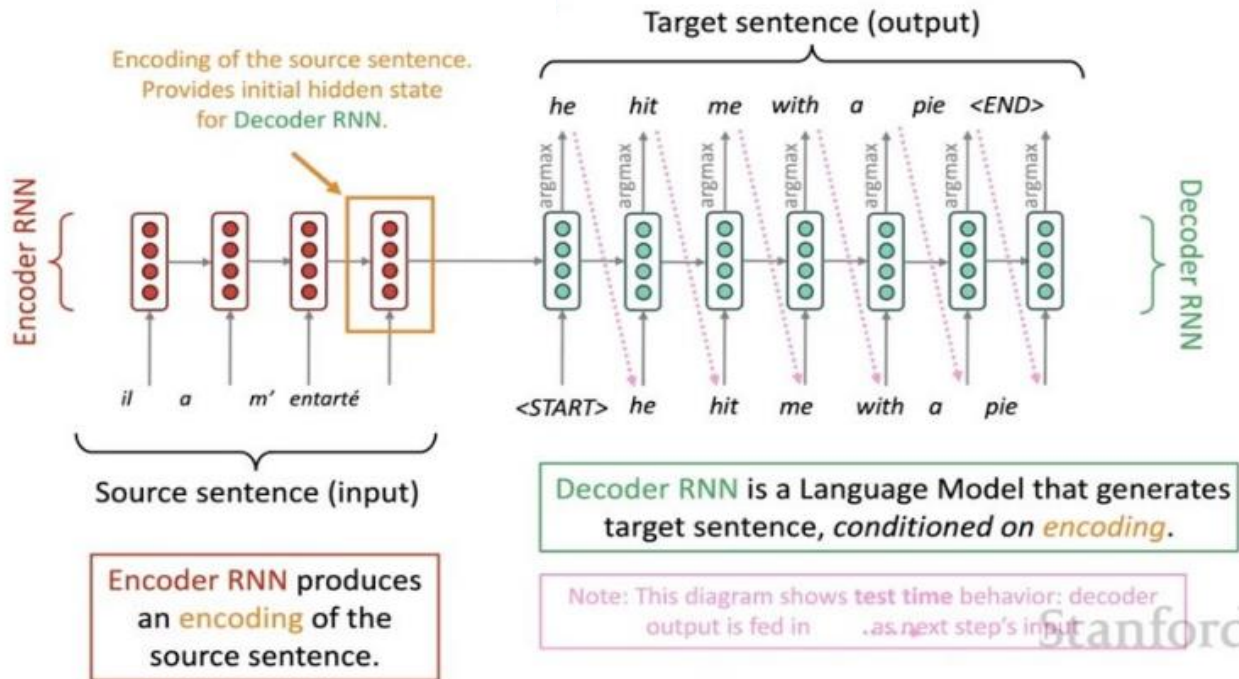 Target sentence (output)
Encoding of the source sentence.
Provides initial hidden state
for Decoder RNN.
he hit me with a pie <END>
argmax argmax argmax argmax argmax argmax argmax
Encoder RNN
Decoder RNN
il a m' entarté
<START> he hit me with a pie
Source sentence (input)
Decoder RNN is a Language Model that generates
target sentence, conditioned on encoding.
Encoder RNN produces
an encoding of the
source sentence.
Note: This diagram shows test time behavior: decoder
output is fed in as next step's input
Stanford